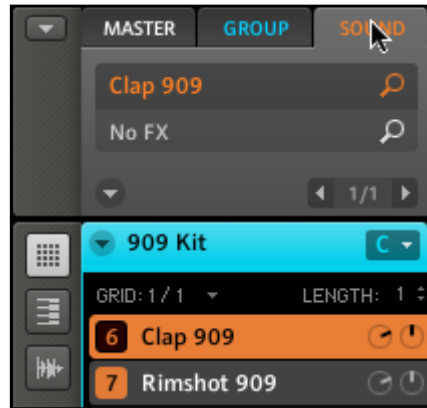 MASTER GROUP SOUND
Clap 909
No FX
1/1
909 Kit C
GRID: 1 / 1 LENGTH: 1
6 Clap 909
7 Rimshot 909